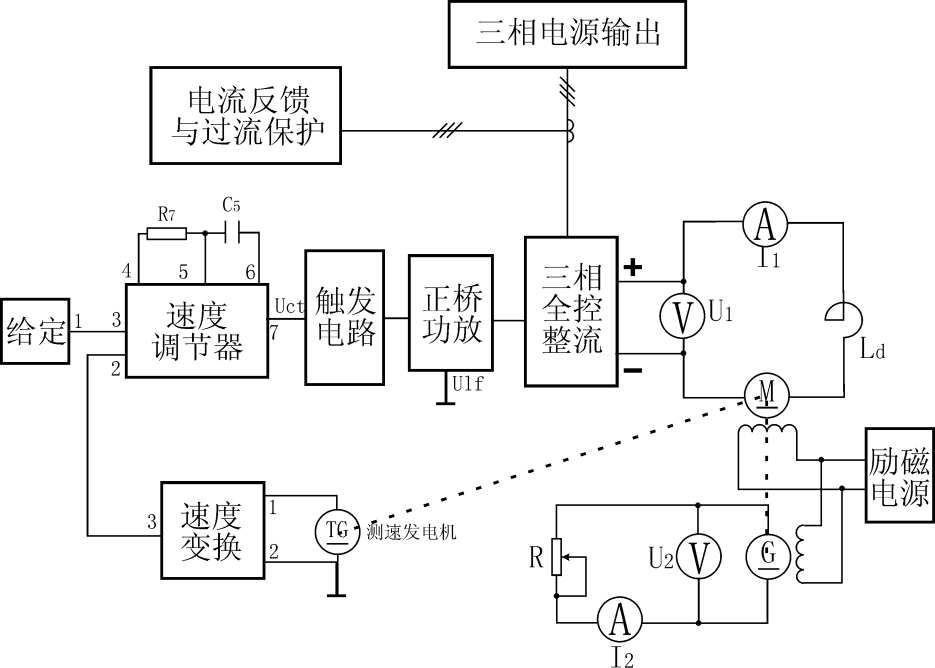 三相电源输出
电流反馈
与过流保护
R7
C5
4
5
6
A
I1
三相
全控
整流
+
-
V
U1
Ld
给定
1
3
2
速度
调节器
Uct
7
触发
电路
正桥
功放
Ulf
M
励磁
电源
3
速度
变换
1
2
TG
测速发电机
R
U2
V
G
A
I2